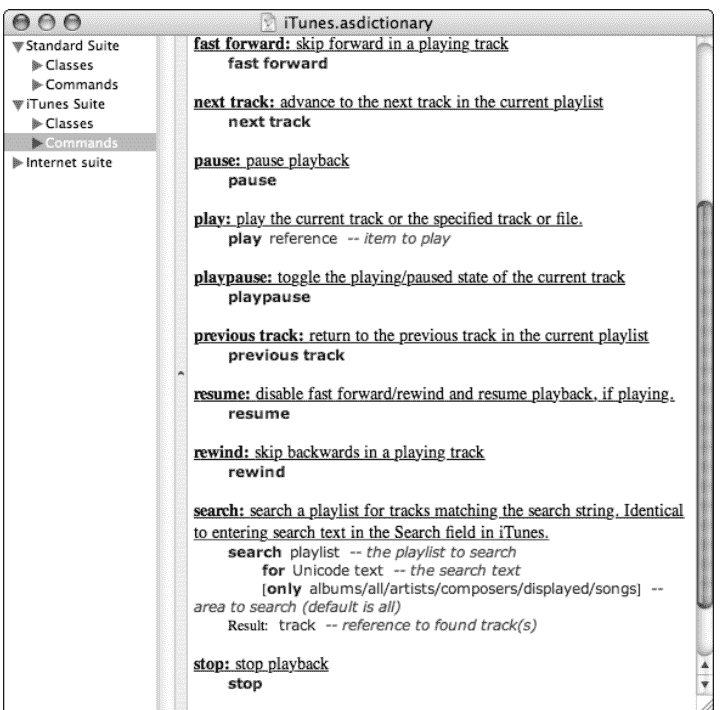 iTunes.asdictionary
Standard Suite
Classes
Commands
iTunes Suite
Classes
Commands
Internet suite
fast forward: skip forward in a playing track
fast forward
next track: advance to the next track in the current playlist
next track
pause: pause playback
pause
play: play the current track or the specified track or file.
play reference -- item to play
playpause: toggle the playing/paused state of the current track
playpause
previous track: return to the previous track in the current playlist
previous track
resume: disable fast forward/rewind and resume playback, if playing.
resume
rewind: skip backwards in a playing track
rewind
search: search a playlist for tracks matching the search string. Identical
to entering search text in the Search field in iTunes.
search playlist -- the playlist to search
for Unicode text -- the search text
[only albums/all/artists/composers/displayed/songs] --
area to search (default is all)
Result: track -- reference to found track(s)
stop: stop playback
stop